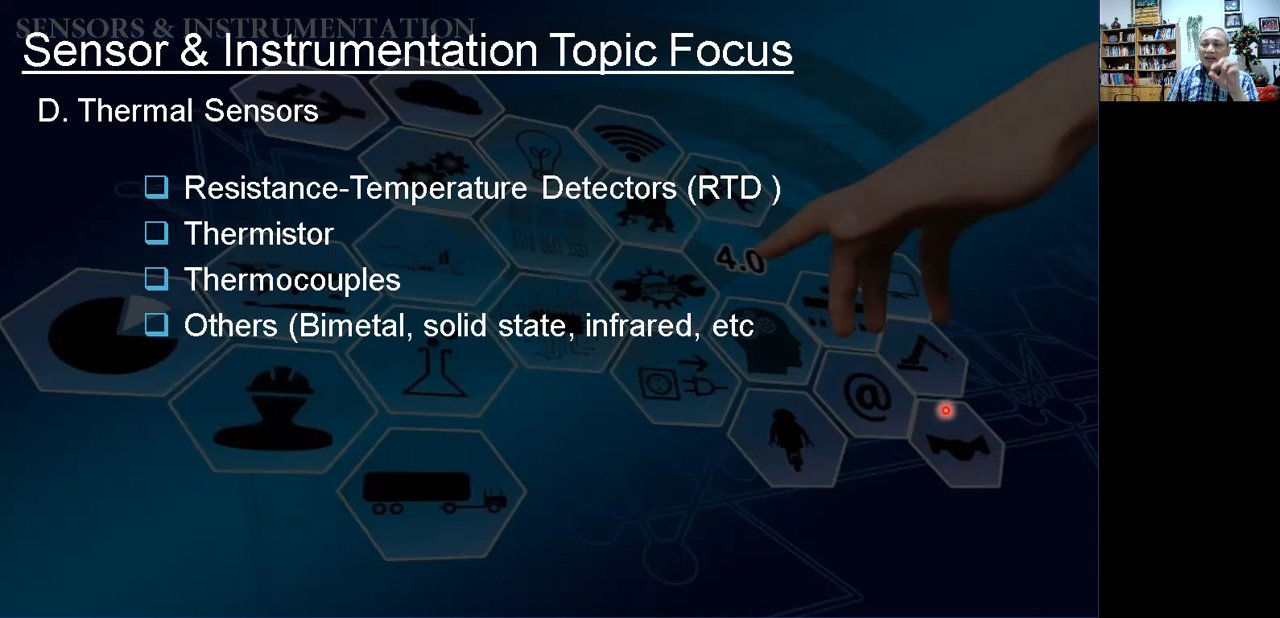 SENSORS & INSTRUMENTATION
Sensor & Instrumentation Topic Focus
D. Thermal Sensors
Resistance-Temperature Detectors (RTD )
Thermistor
Thermocouples
Others (Bimetal, solid state, infrared, etc
4.0
@